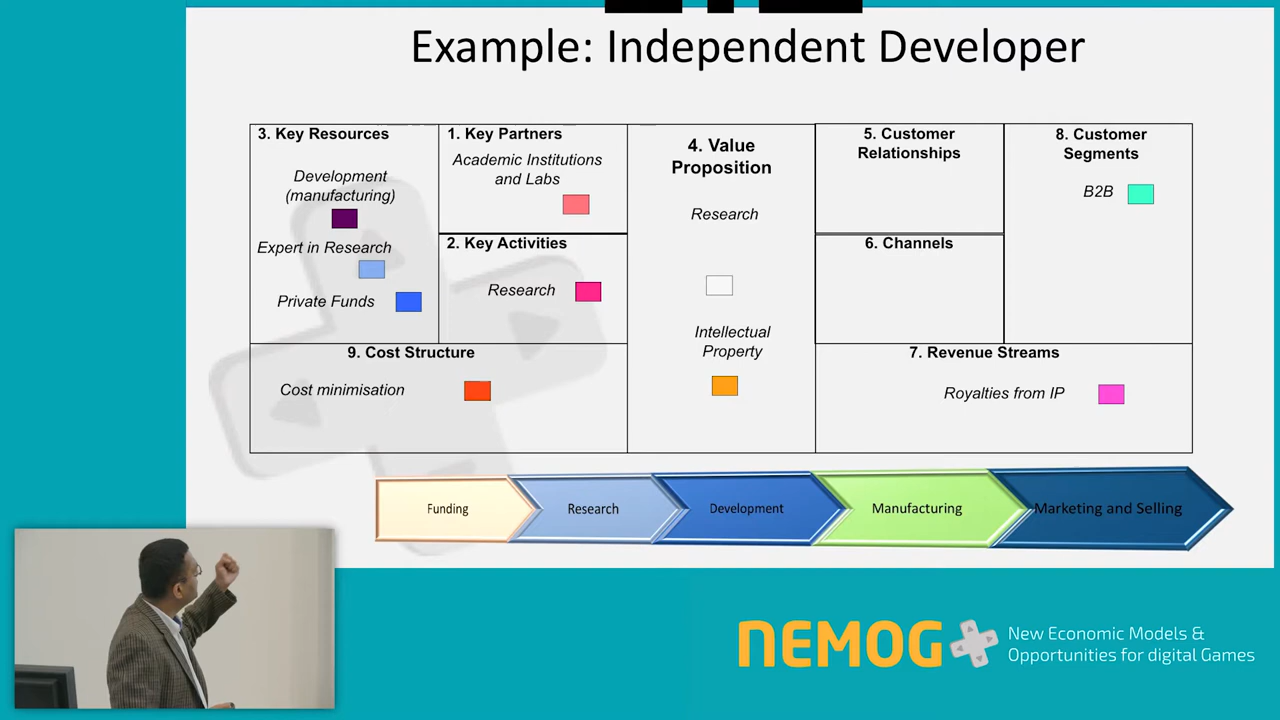 Example: Independent Developer
3. Key Resources
Development
(manufacturing)
Expert in Research
Private Funds
1. Key Partners
Academic Institutions
and Labs
2. Key Activities
Research
4. Value
Proposition
Research
Intellectual
Property
5. Customer
Relationships
6. Channels
8. Customer
Segments
B2B
9. Cost Structure
Cost minimisation
7. Revenue Streams
Royalties from IP
Funding
Research
Development
Manufacturing
Marketing and Selling
NEMOG
New Economic Models &
Opportunities for digital Games